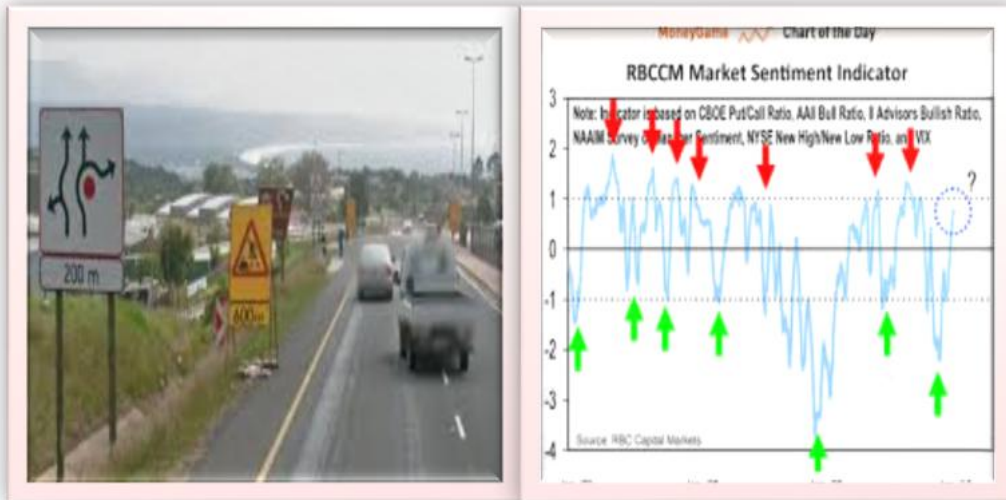 200 m
600m
MoneyGame Chart of the Day
RBCCM Market Sentiment Indicator
Note: Indicator is based on CBOE Put/Call Ratio, AAII Bull Ratio, II Advisors Bullish Ratio,
NAAIM Survey of Manager Sentiment, NYSE New High/New Low Ratio, and VIX
3
2
1
0
-1
-2
-3
-4
?
Source: RBC Capital Markets